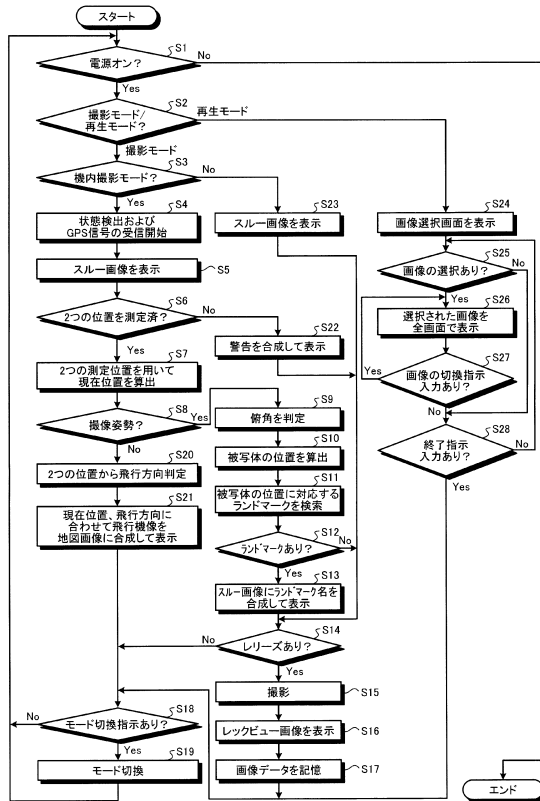 スタート
S1
電源オン？
No
Yes
S2
撮影モード/
再生モード？
再生モード
撮影モード
S3
機内撮影モード？
No
Yes
S4
状態検出および
GPS信号の受信開始
S5
スルー画像を表示
S6
2つの位置を測定済？
No
Yes
S7
2つの測定位置を用いて
現在位置を算出
S8
撮像姿勢？
Yes
No
S20
2つの位置から飛行方向判定
S21
現在位置、飛行方向に
合わせて飛行機像を
地図画像に合成して表示
S23
スルー画像を表示
S22
警告を合成して表示
S9
俯角を判定
S10
被写体の位置を算出
S11
被写体の位置に対応する
ランドマークを検索
S12
ランドマークあり？
No
Yes
S13
スルー画像にランドマーク名を
合成して表示
S14
レリーズあり？
No
Yes
S15
撮影
S16
レックビュー画像を表示
S17
画像データを記憶
S18
モード切換指示あり？
No
Yes
S19
モード切換
S24
画像選択画面を表示
S25
画像の選択あり？
No
Yes
S26
選択された画像を
全画面で表示
S27
画像の切換指示
入力あり？
Yes
No
S28
終了指示
入力あり？
No
Yes
エンド